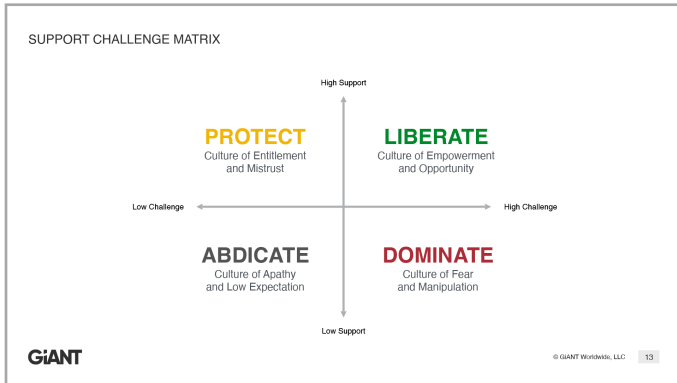 SUPPORT CHALLENGE MATRIX
High Support
PROTECT
Culture of Entitlement
and Mistrust
LIBERATE
Culture of Empowerment
and Opportunity
Low Challenge
High Challenge
ABDICATE
Culture of Apathy
and Low Expectation
DOMINATE
Culture of Fear
and Manipulation
Low Support
GiANT
© GiANT Worldwide, LLC
13